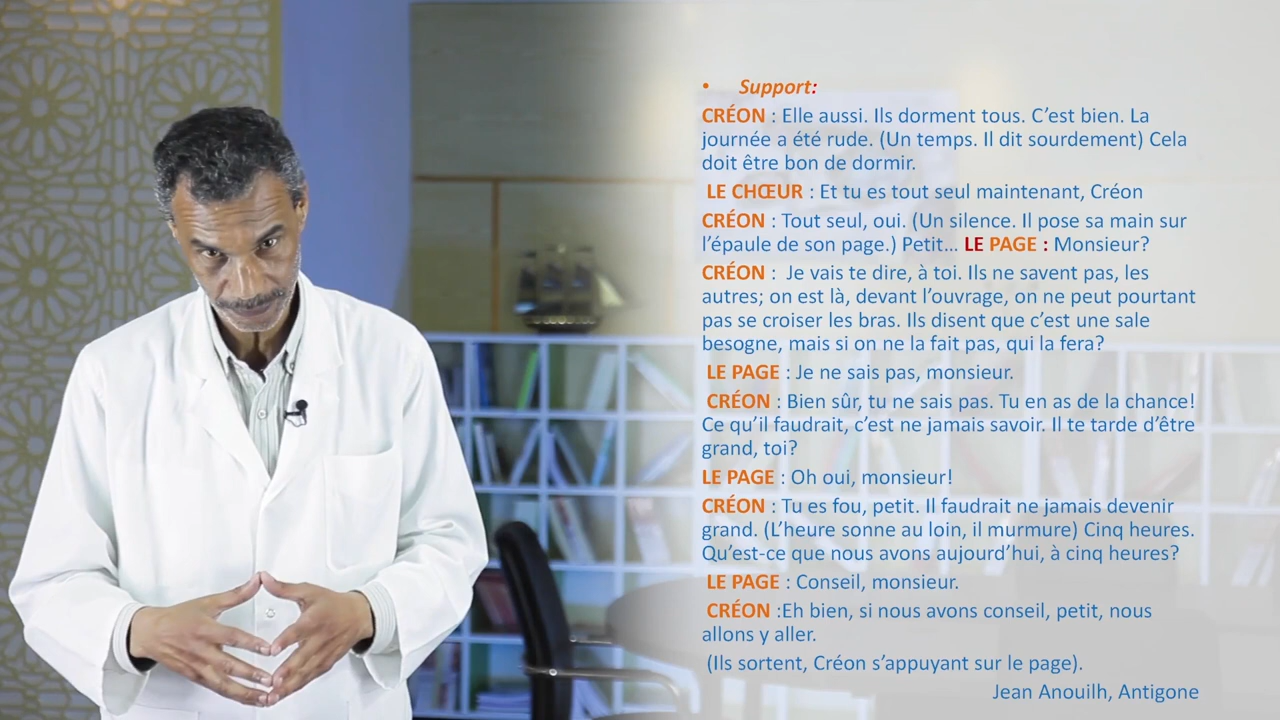 • Support:
CRÉON : Elle aussi. Ils dorment tous. C’est bien. La
journée a été rude. (Un temps. Il dit sourdement) Cela
doit être bon de dormir.
LE CHŒUR : Et tu es tout seul maintenant, Créon
CRÉON : Tout seul, oui. (Un silence. Il pose sa main sur
l’épaule de son page.) Petit… LE PAGE : Monsieur?
CRÉON : Je vais te dire, à toi. Ils ne savent pas, les
autres; on est là, devant l’ouvrage, on ne peut pourtant
pas se croiser les bras. Ils disent que c’est une sale
besogne, mais si on ne la fait pas, qui la fera?
LE PAGE : Je ne sais pas, monsieur.
CRÉON : Bien sûr, tu ne sais pas. Tu en as de la chance!
Ce qu’il faudrait, c’est ne jamais savoir. Il te tarde d’être
grand, toi?
LE PAGE : Oh oui, monsieur!
CRÉON : Tu es fou, petit. Il faudrait ne jamais devenir
grand. (L’heure sonne au loin, il murmure) Cinq heures.
Qu’est-ce que nous avons aujourd’hui, à cinq heures?
LE PAGE : Conseil, monsieur.
CRÉON :Eh bien, si nous avons conseil, petit, nous
allons y aller.
(Ils sortent, Créon s’appuyant sur le page).
Jean Anouilh, Antigone